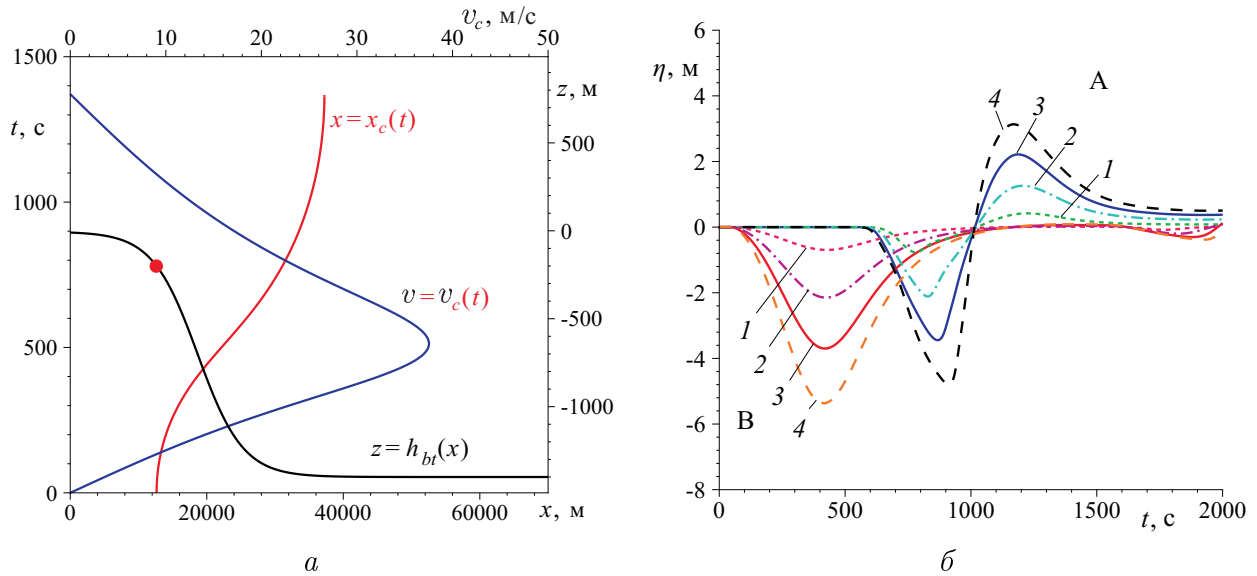 v_c, м/с
0 10 20 30 40 50
1500
1000
500
0
t, с
z, м
500
0
-500
-1000
x = x_c(t)
v = v_c(t)
z = h_{bt}(x)
0 20000 40000 60000 x, м
а
η, м
6
4
2
0
-2
-4
-6
-8
A
4 3 2 1
1
2
3
4
B
0 500 1000 1500 2000
t, с
б